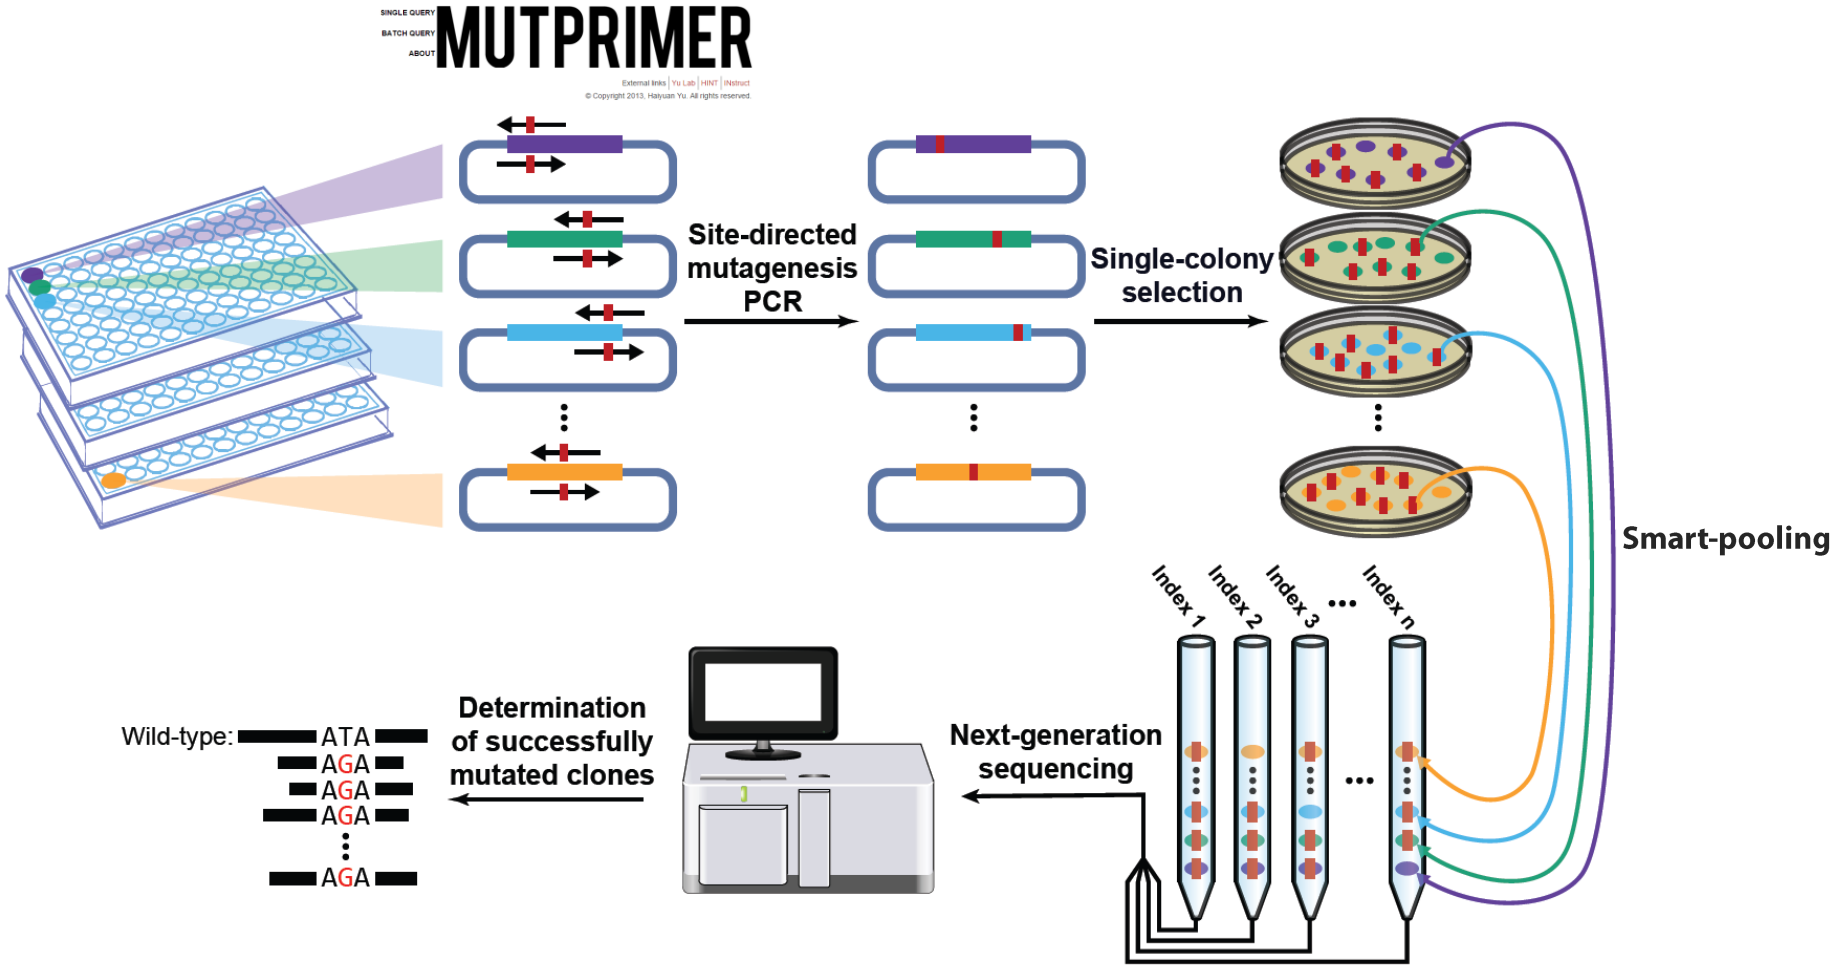 SINGLE QUERY
BATCH QUERY
ABOUT
MUTPRIMER
External links | Yu Lab | HINT | INstruct
© Copyright 2013, Haiyuan Yu. All rights reserved.
Site-directed
mutagenesis
PCR
Single-colony
selection
Smart-pooling
Index 1
Index 2
Index 3
Index n
Next-generation
sequencing
Determination
of successfully
mutated clones
Wild-type: ATA
AGA
AGA
AGA
AGA